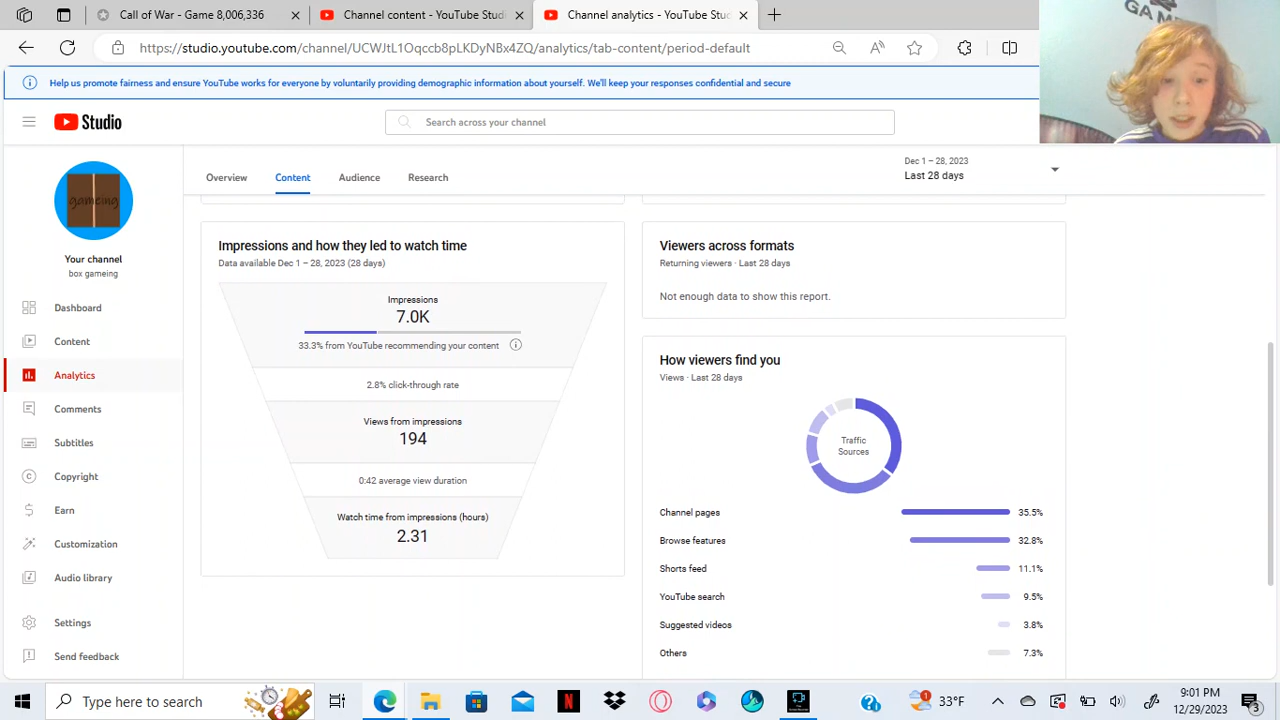 Call of War - Game 8,006,336
Channel content - YouTube Studi
Channel analytics - YouTube Stu
https://studio.youtube.com/channel/UCWJtL1Oqccb8pLKDyNBx4ZQ/analytics/tab-content/period-default
GA ME
Help us promote fairness and ensure YouTube works for everyone by voluntarily providing demographic information about yourself. We'll keep your responses confidential and secure
Studio
Search across your channel
Overview
Content
Audience
Research
Dec 1 – 28, 2023
Last 28 days
gameing
Your channel
box gameing
Dashboard
Content
Analytics
Comments
Subtitles
Copyright
Earn
Customization
Audio library
Settings
Send feedback
Impressions and how they led to watch time
Data available Dec 1 – 28, 2023 (28 days)
Impressions
7.0K
33.3% from YouTube recommending your content
2.8% click-through rate
Views from impressions
194
0:42 average view duration
Watch time from impressions (hours)
2.31
Viewers across formats
Returning viewers · Last 28 days
Not enough data to show this report.
How viewers find you
Views · Last 28 days
Traffic
Sources
Channel pages 35.5%
Browse features 32.8%
Shorts feed 11.1%
YouTube search 9.5%
Suggested videos 3.8%
Others 7.3%
Type here to search
33°F
9:01 PM
12/29/2023
3